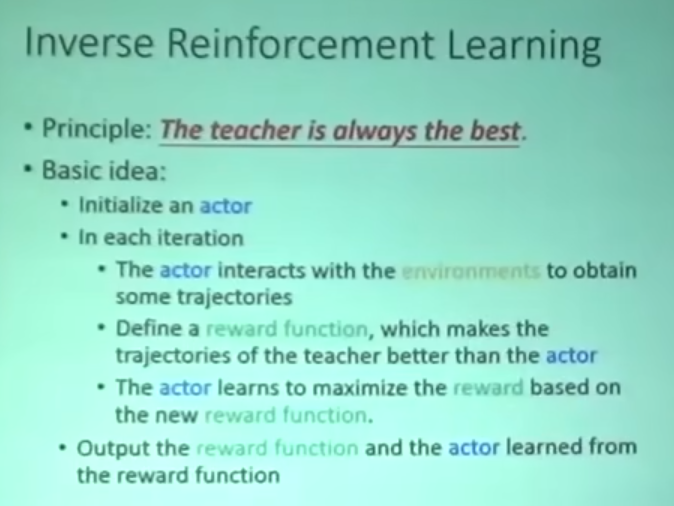 Inverse Reinforcement Learning
• Principle: The teacher is always the best.
• Basic idea:
• Initialize an actor
• In each iteration
• The actor interacts with the environments to obtain
some trajectories
• Define a reward function, which makes the
trajectories of the teacher better than the actor
• The actor learns to maximize the reward based on
the new reward function.
• Output the reward function and the actor learned from
the reward function